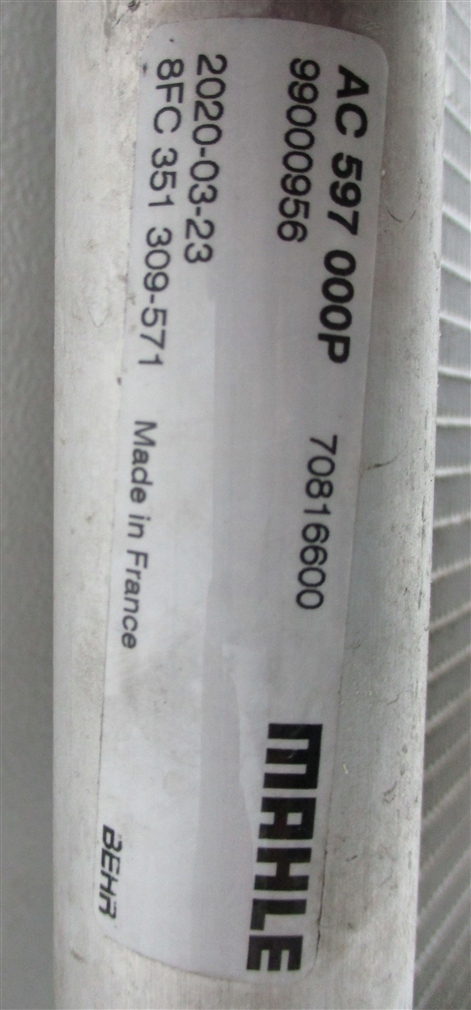 AC 597 000P 70816600
99000956
2020-03-23
8FC 351 309-571 Made in France
MAHLE
BEHR